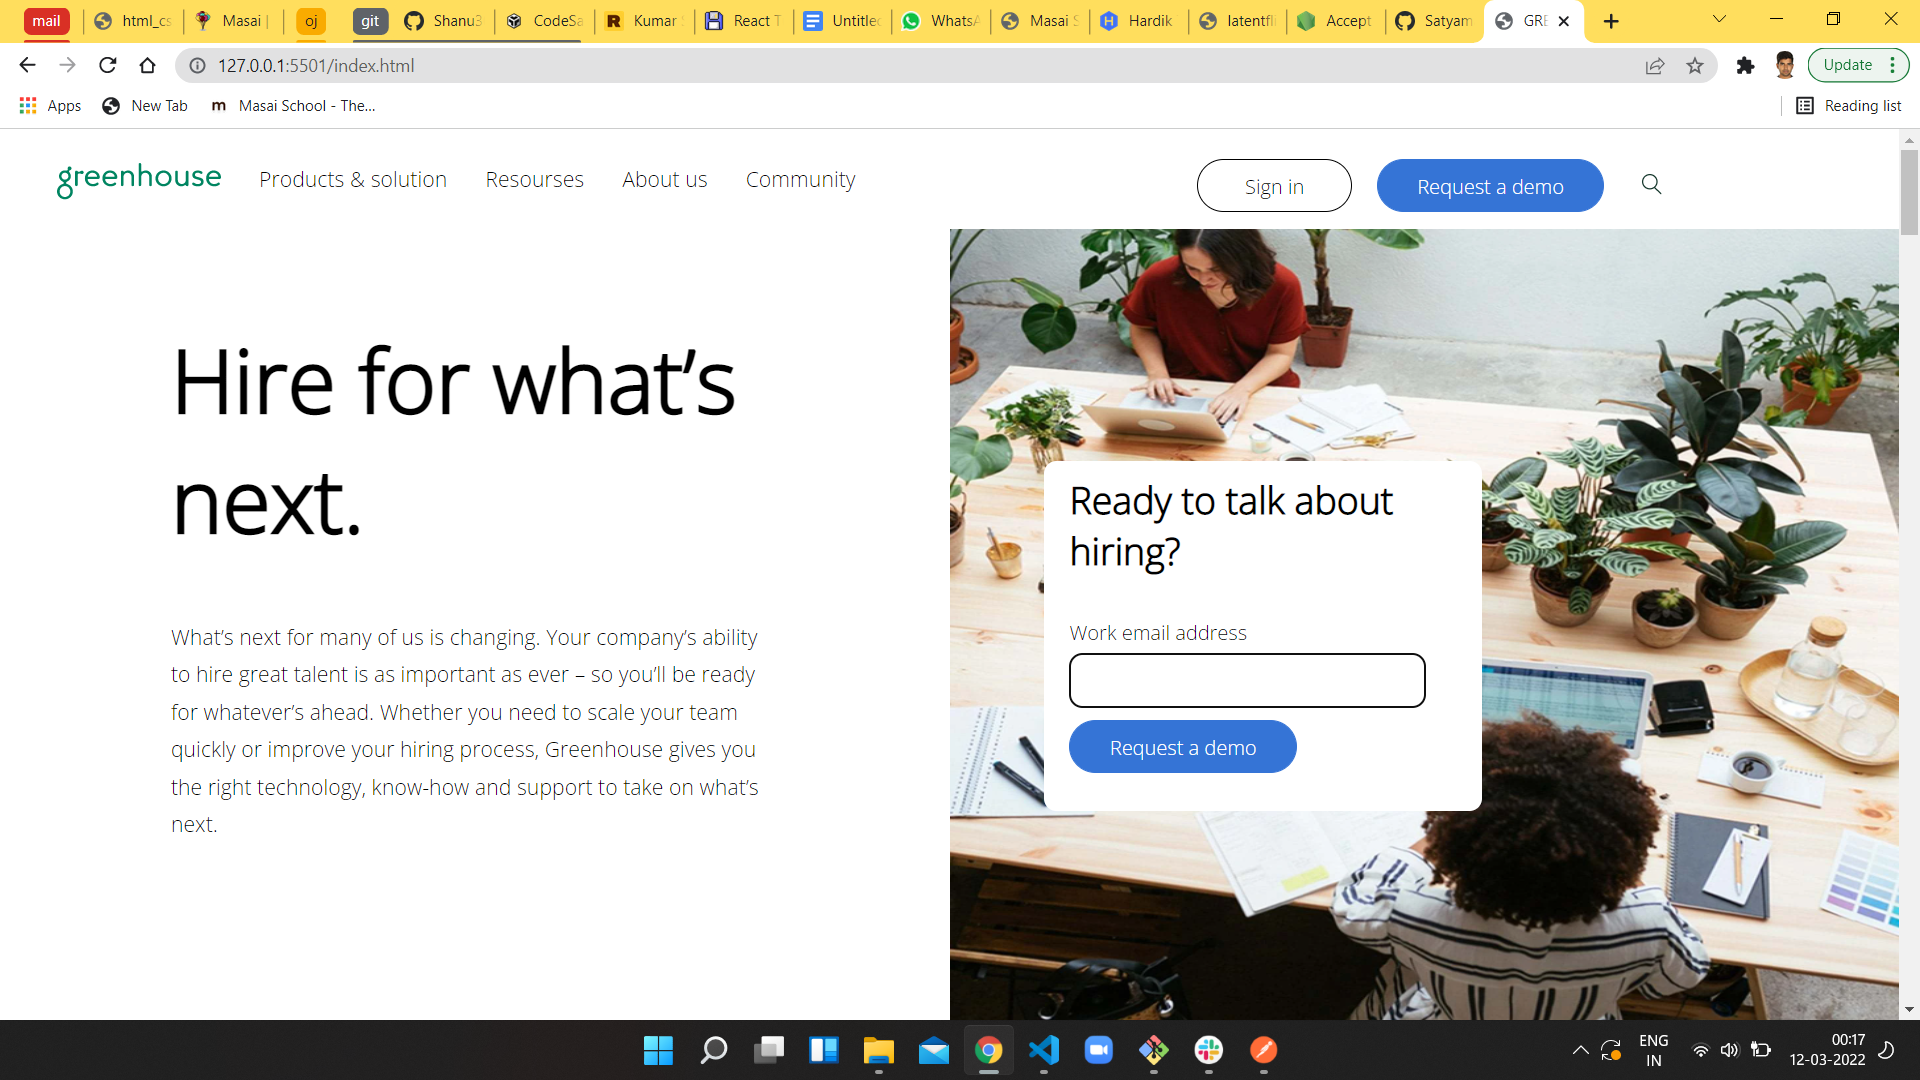 mail
html_cs
Masai |
oj
git
Shanu3
CodeSa
Kumar
React T
Untitled
WhatsA
Masai S
Hardik
latentfli
Accept
Satyam
GRE
127.0.0.1:5501/index.html
Update
Apps
New Tab
Masai School - The...
Reading list
greenhouse
Products & solution
Resourses
About us
Community
Sign in
Request a demo
Hire for what’s
next.
What’s next for many of us is changing. Your company’s ability
to hire great talent is as important as ever – so you’ll be ready
for whatever’s ahead. Whether you need to scale your team
quickly or improve your hiring process, Greenhouse gives you
the right technology, know-how and support to take on what’s
next.
Ready to talk about
hiring?
Work email address
Request a demo
ENG
IN
00:17
12-03-2022